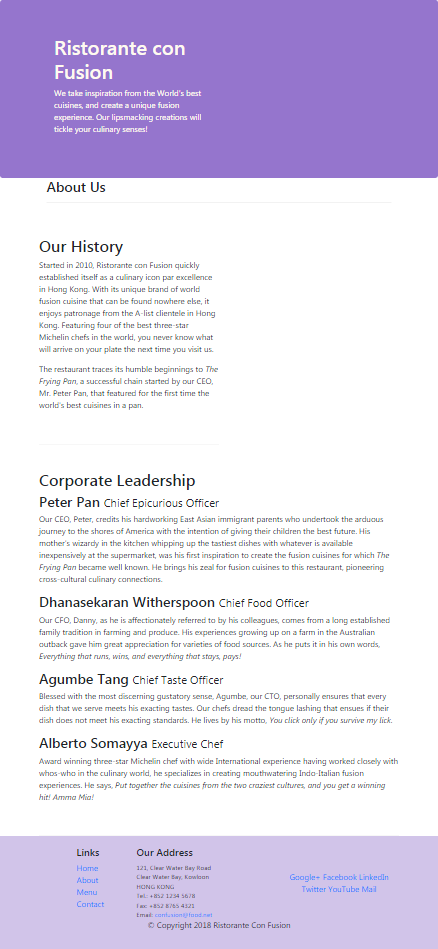 Ristorante con
Fusion
We take inspiration from the World's best
cuisines, and create a unique fusion
experience. Our lipsmacking creations will
tickle your culinary senses!
About Us
Our History
Started in 2010, Ristorante con Fusion quickly
established itself as a culinary icon par excellence
in Hong Kong. With its unique brand of world
fusion cuisine that can be found nowhere else, it
enjoys patronage from the A-list clientele in Hong
Kong. Featuring four of the best three-star
Michelin chefs in the world, you never know what
will arrive on your plate the next time you visit us.
The restaurant traces its humble beginnings to The
Frying Pan, a successful chain started by our CEO,
Mr. Peter Pan, that featured for the first time the
world's best cuisines in a pan.
Corporate Leadership
Peter Pan Chief Epicurious Officer
Our CEO, Peter, credits his hardworking East Asian immigrant parents who undertook the arduous
journey to the shores of America with the intention of giving their children the best future. His
mother's wizardy in the kitchen whipping up the tastiest dishes with whatever is available
inexpensively at the supermarket, was his first inspiration to create the fusion cuisines for which The
Frying Pan became well known. He brings his zeal for fusion cuisines to this restaurant, pioneering
cross-cultural culinary connections.
Dhanasekaran Witherspoon Chief Food Officer
Our CFO, Danny, as he is affectionately referred to by his colleagues, comes from a long established
family tradition in farming and produce. His experiences growing up on a farm in the Australian
outback gave him great appreciation for varieties of food sources. As he puts it in his own words,
Everything that runs, wins, and everything that stays, pays!
Agumbe Tang Chief Taste Officer
Blessed with the most discerning gustatory sense, Agumbe, our CTO, personally ensures that every
dish that we serve meets his exacting tastes. Our chefs dread the tongue lashing that ensues if their
dish does not meet his exacting standards. He lives by his motto, You click only if you survive my lick.
Alberto Somayya Executive Chef
Award winning three-star Michelin chef with wide International experience having worked closely with
whos-who in the culinary world, he specializes in creating mouthwatering Indo-Italian fusion
experiences. He says, Put together the cuisines from the two craziest cultures, and you get a winning
hit! Amma Mia!
Links
Home
About
Menu
Contact
Our Address
121, Clear Water Bay Road
Clear Water Bay, Kowloon
HONG KONG
Tel.: +852 1234 5678
Fax: +852 8765 4321
Email: confusion@food.net
Google+ Facebook LinkedIn
Twitter YouTube Mail
© Copyright 2018 Ristorante Con Fusion